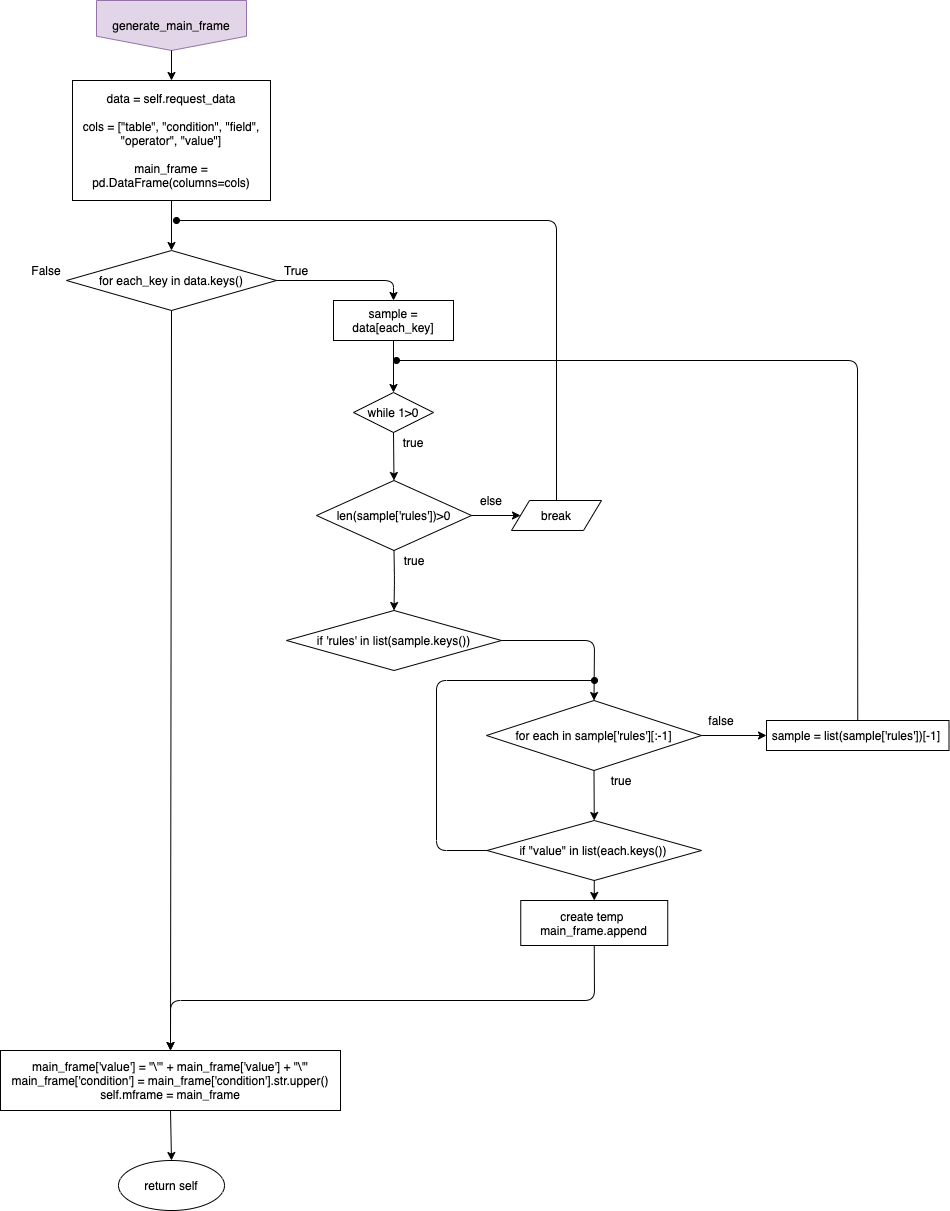 generate_main_frame
data = self.request_data
cols = ["table", "condition", "field",
"operator", "value"]
main_frame =
pd.DataFrame(columns=cols)
False
for each_key in data.keys()
True
sample =
data[each_key]
while 1>0
true
len(sample['rules'])>0
else
break
true
if 'rules' in list(sample.keys())
for each in sample['rules'][:-1]
false
sample = list(sample['rules'])[-1]
true
if "value" in list(each.keys())
create temp
main_frame.append
main_frame['value'] = "\"" + main_frame['value'] + "\""
main_frame['condition'] = main_frame['condition'].str.upper()
self.mframe = main_frame
return self